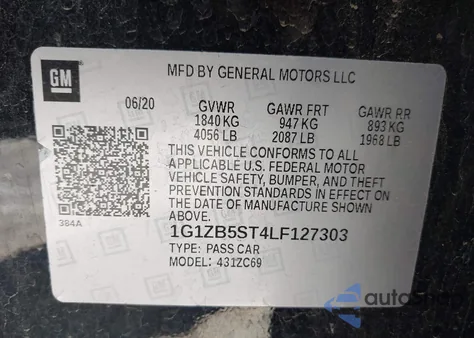 GM
MFD BY GENERAL MOTORS LLC
06/20 GVWR GAWR FRT GAWR RR
1840 KG 947 KG 893 KG
4056 LB 2087 LB 1968 LB
THIS VEHICLE CONFORMS TO ALL
APPLICABLE U.S. FEDERAL MOTOR
VEHICLE SAFETY, BUMPER, AND THEFT
PREVENTION STANDARDS IN EFFECT ON
THE DATE OF MANUFACTURE SHOWN
ABOVE.
384A
1G1ZB5ST4LF127303
TYPE: PASS CAR
MODEL: 431ZC69